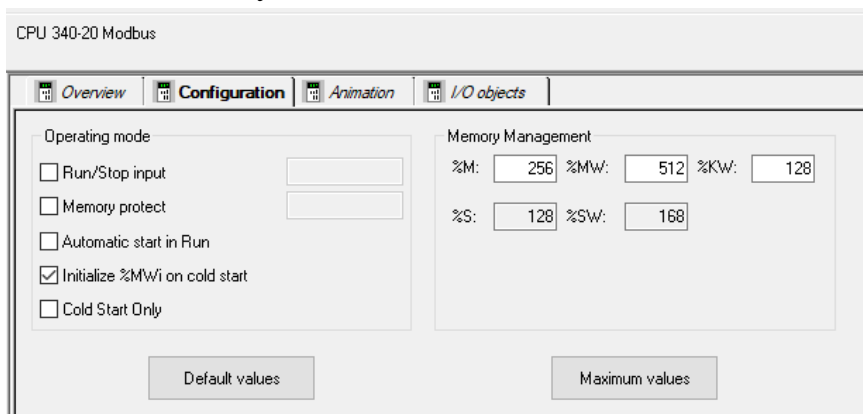 CPU 340-20 Modbus
Overview Configuration Animation I/O objects
Operating mode
Run/Stop input
Memory protect
Automatic start in Run
Initialize %MWi on cold start
Cold Start Only
Memory Management
%M: 256 %MW: 512 %KW: 128
%S: 128 %SW: 168
Default values
Maximum values